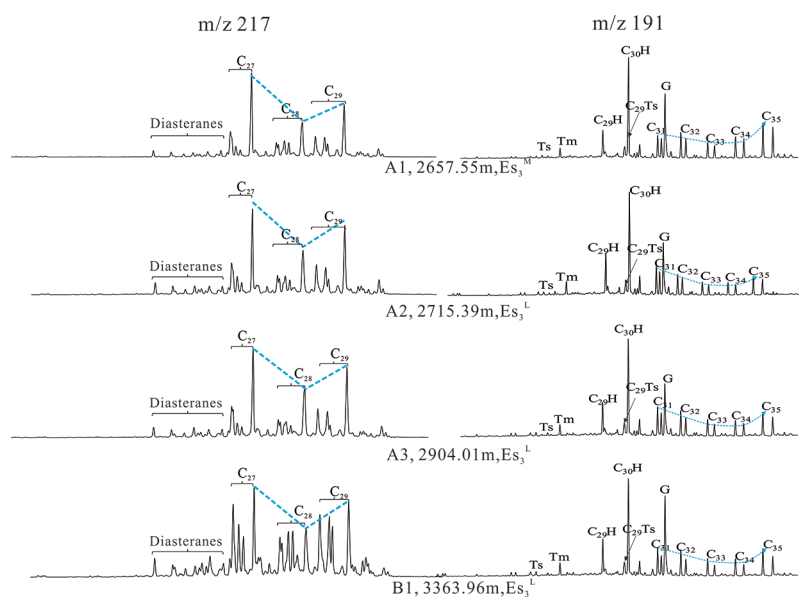 m/z 217
m/z 191
C27
C28
C29
Diasteranes
C30H
C29H
C29Ts
Ts Tm
G
C31 C32 C33 C34 C35
A1, 2657.55m,Es3M
C27
C28
C29
Diasteranes
C30H
C29H
C29Ts
Ts Tm
G
C31 C32 C33 C34 C35
A2, 2715.39m,Es3L
C27
C28
C29
Diasteranes
C30H
C29H
C29Ts
Ts Tm
G
C31 C32 C33 C34 C35
A3, 2904.01m,Es3L
C27
C28
C29
Diasteranes
C30H
C29H
C29Ts
Ts Tm
G
C31 C32 C33 C34 C35
B1, 3363.96m,Es3L